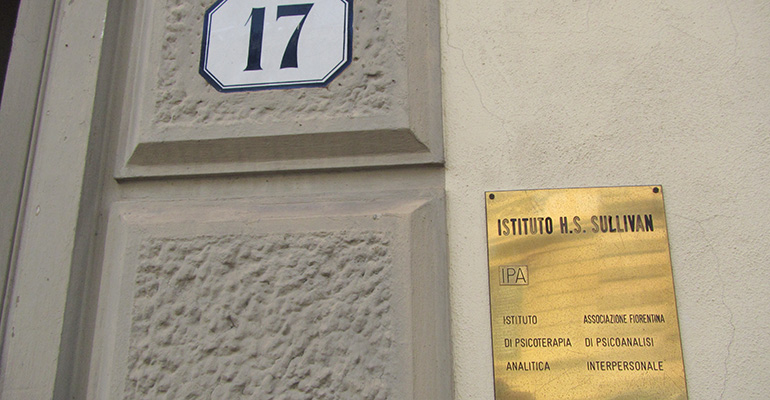 17
ISTITUTO H.S. SULLIVAN
IPA
ISTITUTO ASSOCIAZIONE FIORENTINA
DI PSICOTERAPIA DI PSICOANALISI
ANALITICA INTERPERSONALE